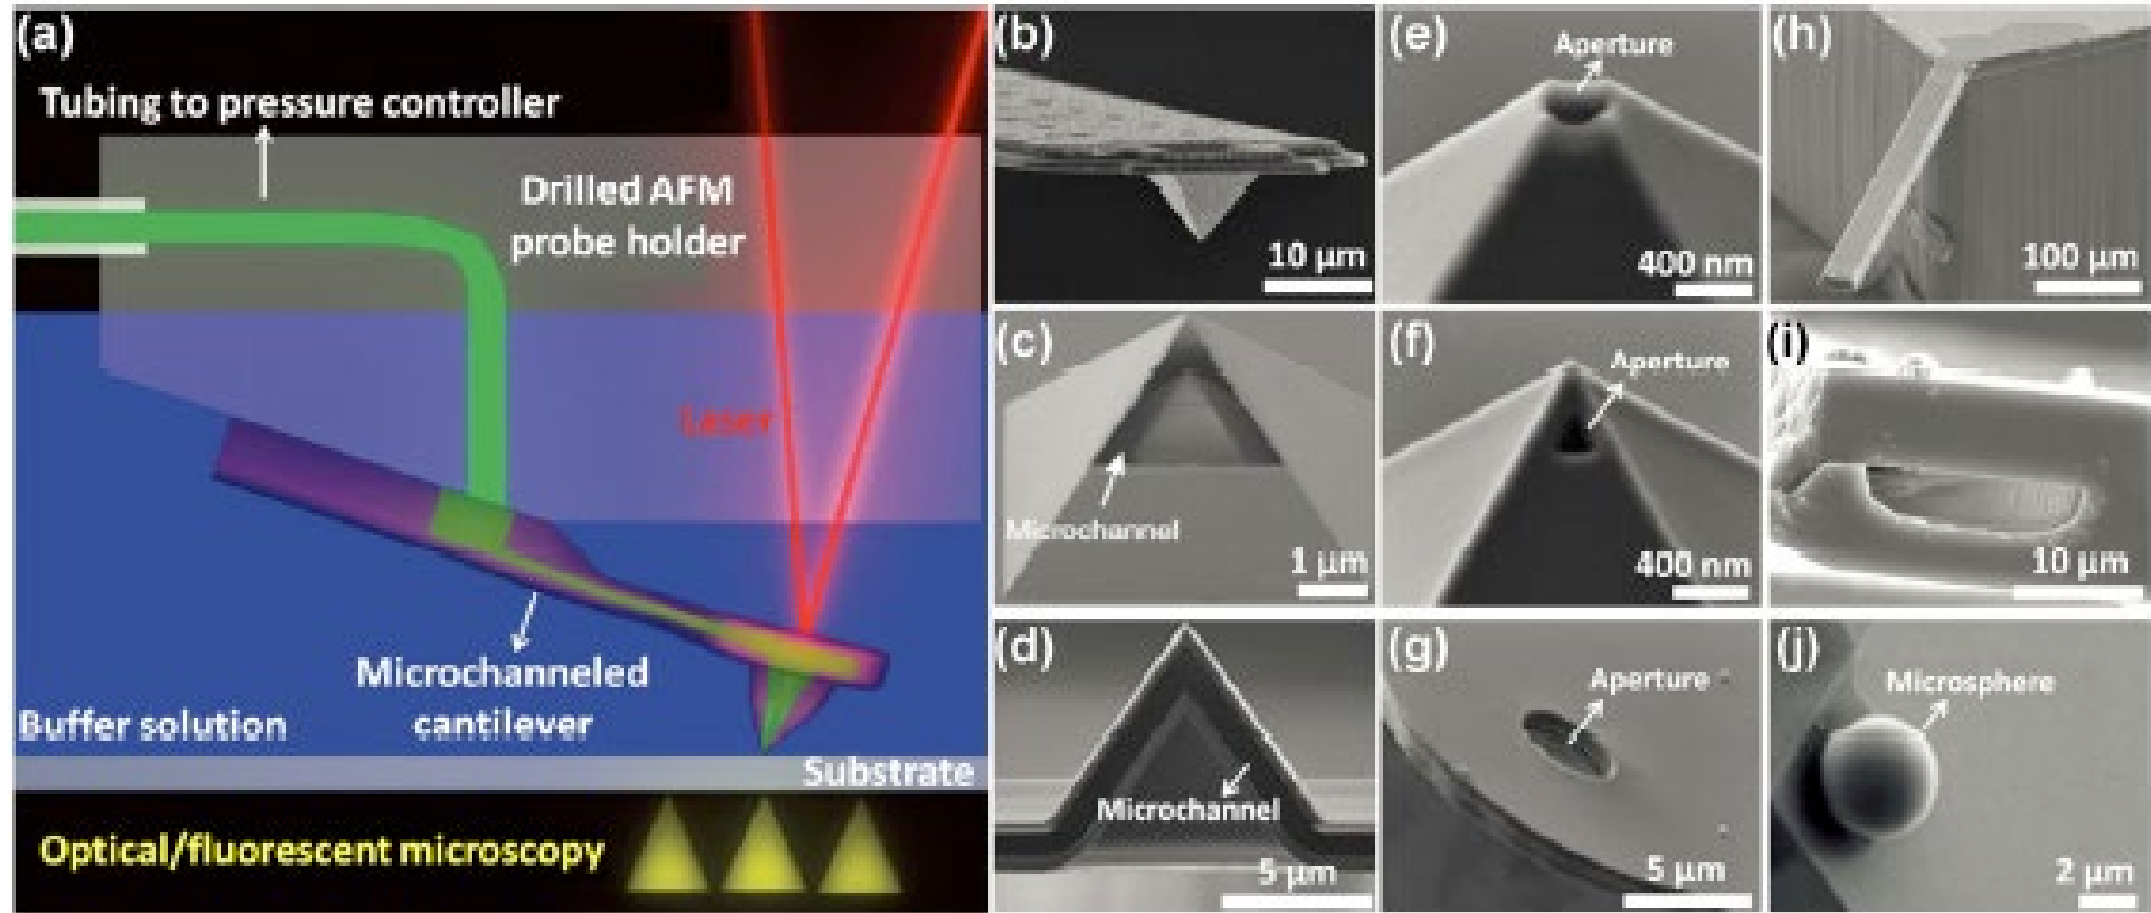 (a)
Tubing to pressure controller
Drilled AFM
probe holder
Laser
Microchanneled
cantilever
Buffer solution
Substrate
Optical/fluorescent microscopy
(b)
10 μm
(c)
Microchannel
1 μm
(d)
Microchannel
5 μm
(e)
Aperture
400 nm
(f)
Aperture
400 nm
(g)
Aperture
5 μm
(h)
100 μm
(i)
10 μm
(j)
Microsphere
2 μm